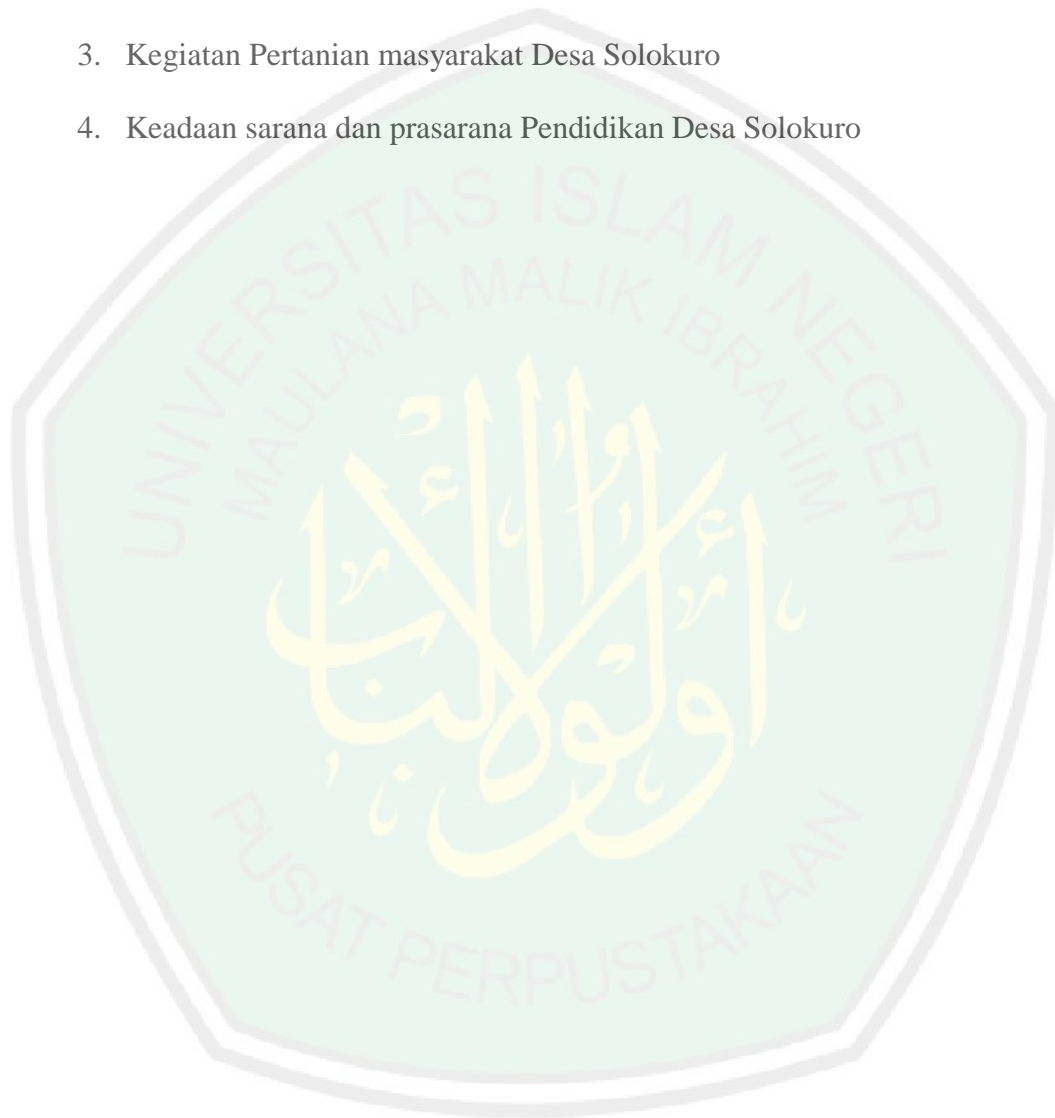 3. Kegiatan Pertanian masyarakat Desa Solokuro
4. Keadaan sarana dan prasarana Pendidikan Desa Solokuro
UNIVERSITAS ISLAM NEGERI
MAULANA MALIK IBRAHIM
أولوا الألباب
PUSAT PERPUSTAKAAN